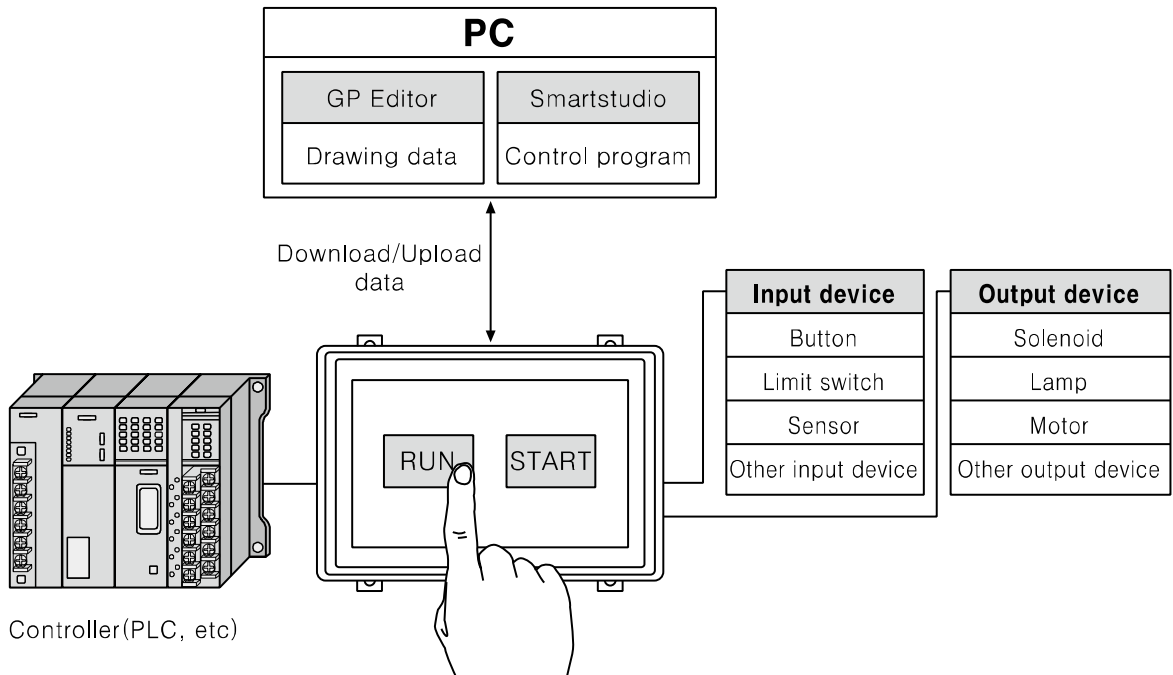 PC
GP Editor
Drawing data
Smartstudio
Control program
Download/Upload
data
Input device
Button
Limit switch
Sensor
Other input device
Output device
Solenoid
Lamp
Motor
Other output device
RUN
START
Controller(PLC, etc)